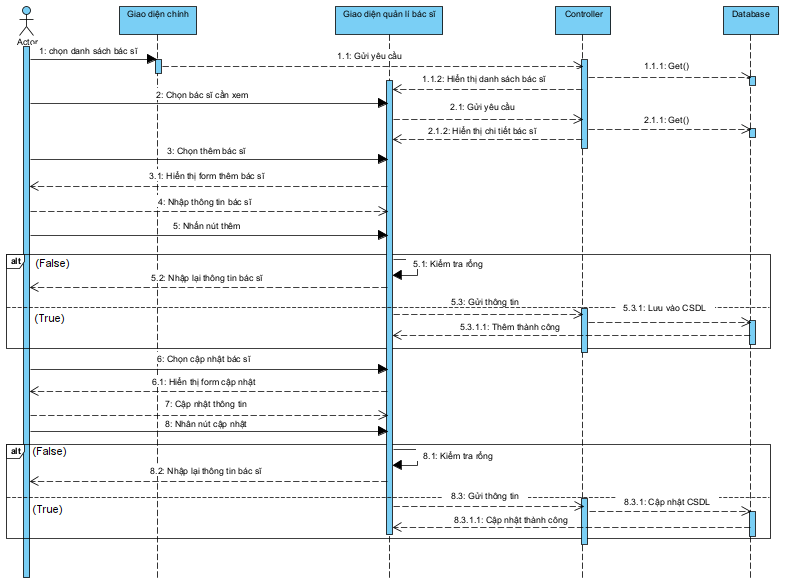 Giao diện chính
Giao diện quản lí bác sĩ
Controller
Database
Actor
1: chọn danh sách bác sĩ
1.1: Gửi yêu cầu
1.1.1: Get()
1.1.2: Hiển thị danh sách bác sĩ
2: Chọn bác sĩ cần xem
2.1: Gửi yêu cầu
2.1.1: Get()
2.1.2: Hiển thị chi tiết bác sĩ
3: Chọn thêm bác sĩ
3.1: Hiển thị form thêm bác sĩ
4: Nhập thông tin bác sĩ
5: Nhấn nút thêm
alt
(False)
5.1: Kiểm tra rỗng
5.2: Nhập lại thông tin bác sĩ
5.3: Gửi thông tin
5.3.1: Lưu vào CSDL
(True)
5.3.1.1: Thêm thành công
6: Chọn cập nhật bác sĩ
6.1: Hiển thị form cập nhật
7: Cập nhật thông tin
8: Nhân nút cập nhật
alt
(False)
8.1: Kiểm tra rỗng
8.2: Nhập lại thông tin bác sĩ
8.3: Gửi thông tin
8.3.1: Cập nhật CSDL
(True)
8.3.1.1: Cập nhật thành công